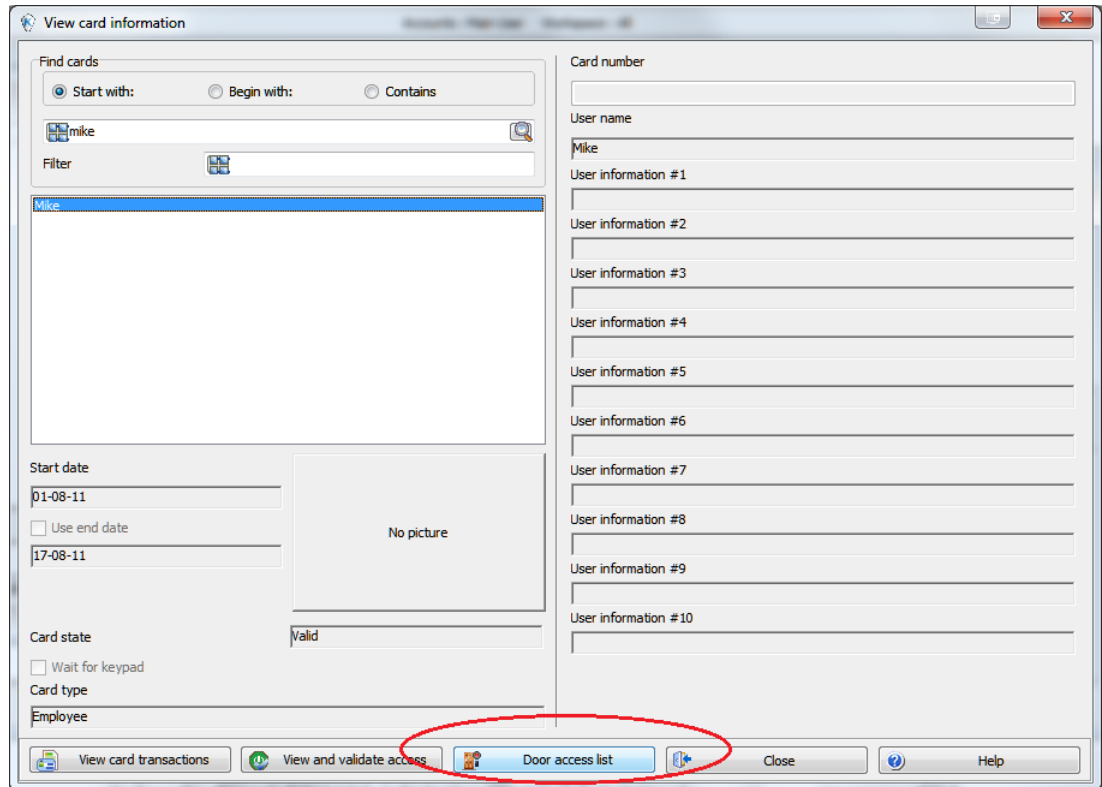 View card information
Find cards
Start with: Begin with: Contains
mike
Filter
Mike
Start date
01-08-11
Use end date
17-08-11
No picture
Card state Valid
Wait for keypad
Card type
Employee
Card number
User name
Mike
User information #1
User information #2
User information #3
User information #4
User information #5
User information #6
User information #7
User information #8
User information #9
User information #10
View card transactions View and validate access Door access list Close Help